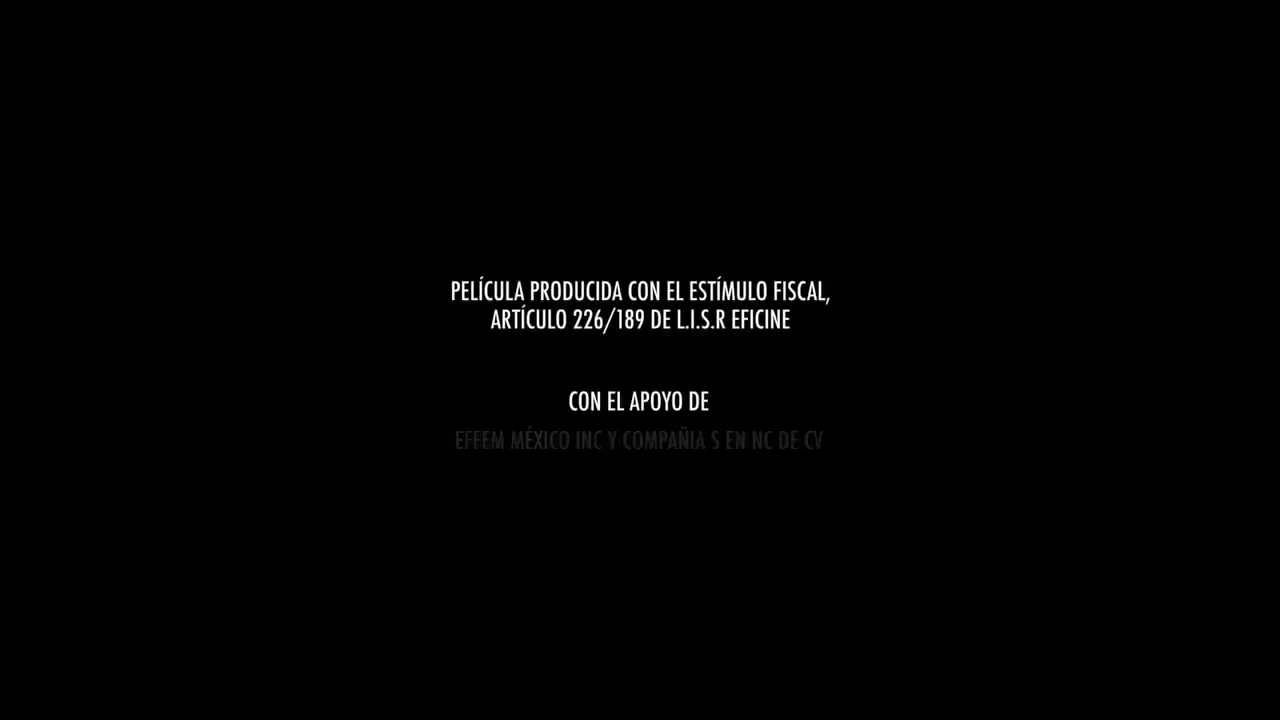 PELÍCULA PRODUCIDA CON EL ESTÍMULO FISCAL,
ARTÍCULO 226/189 DE L.I.S.R EFICINE
CON EL APOYO DE
EFFEM MÉXICO INC Y COMPAÑIA S EN NC DE CV